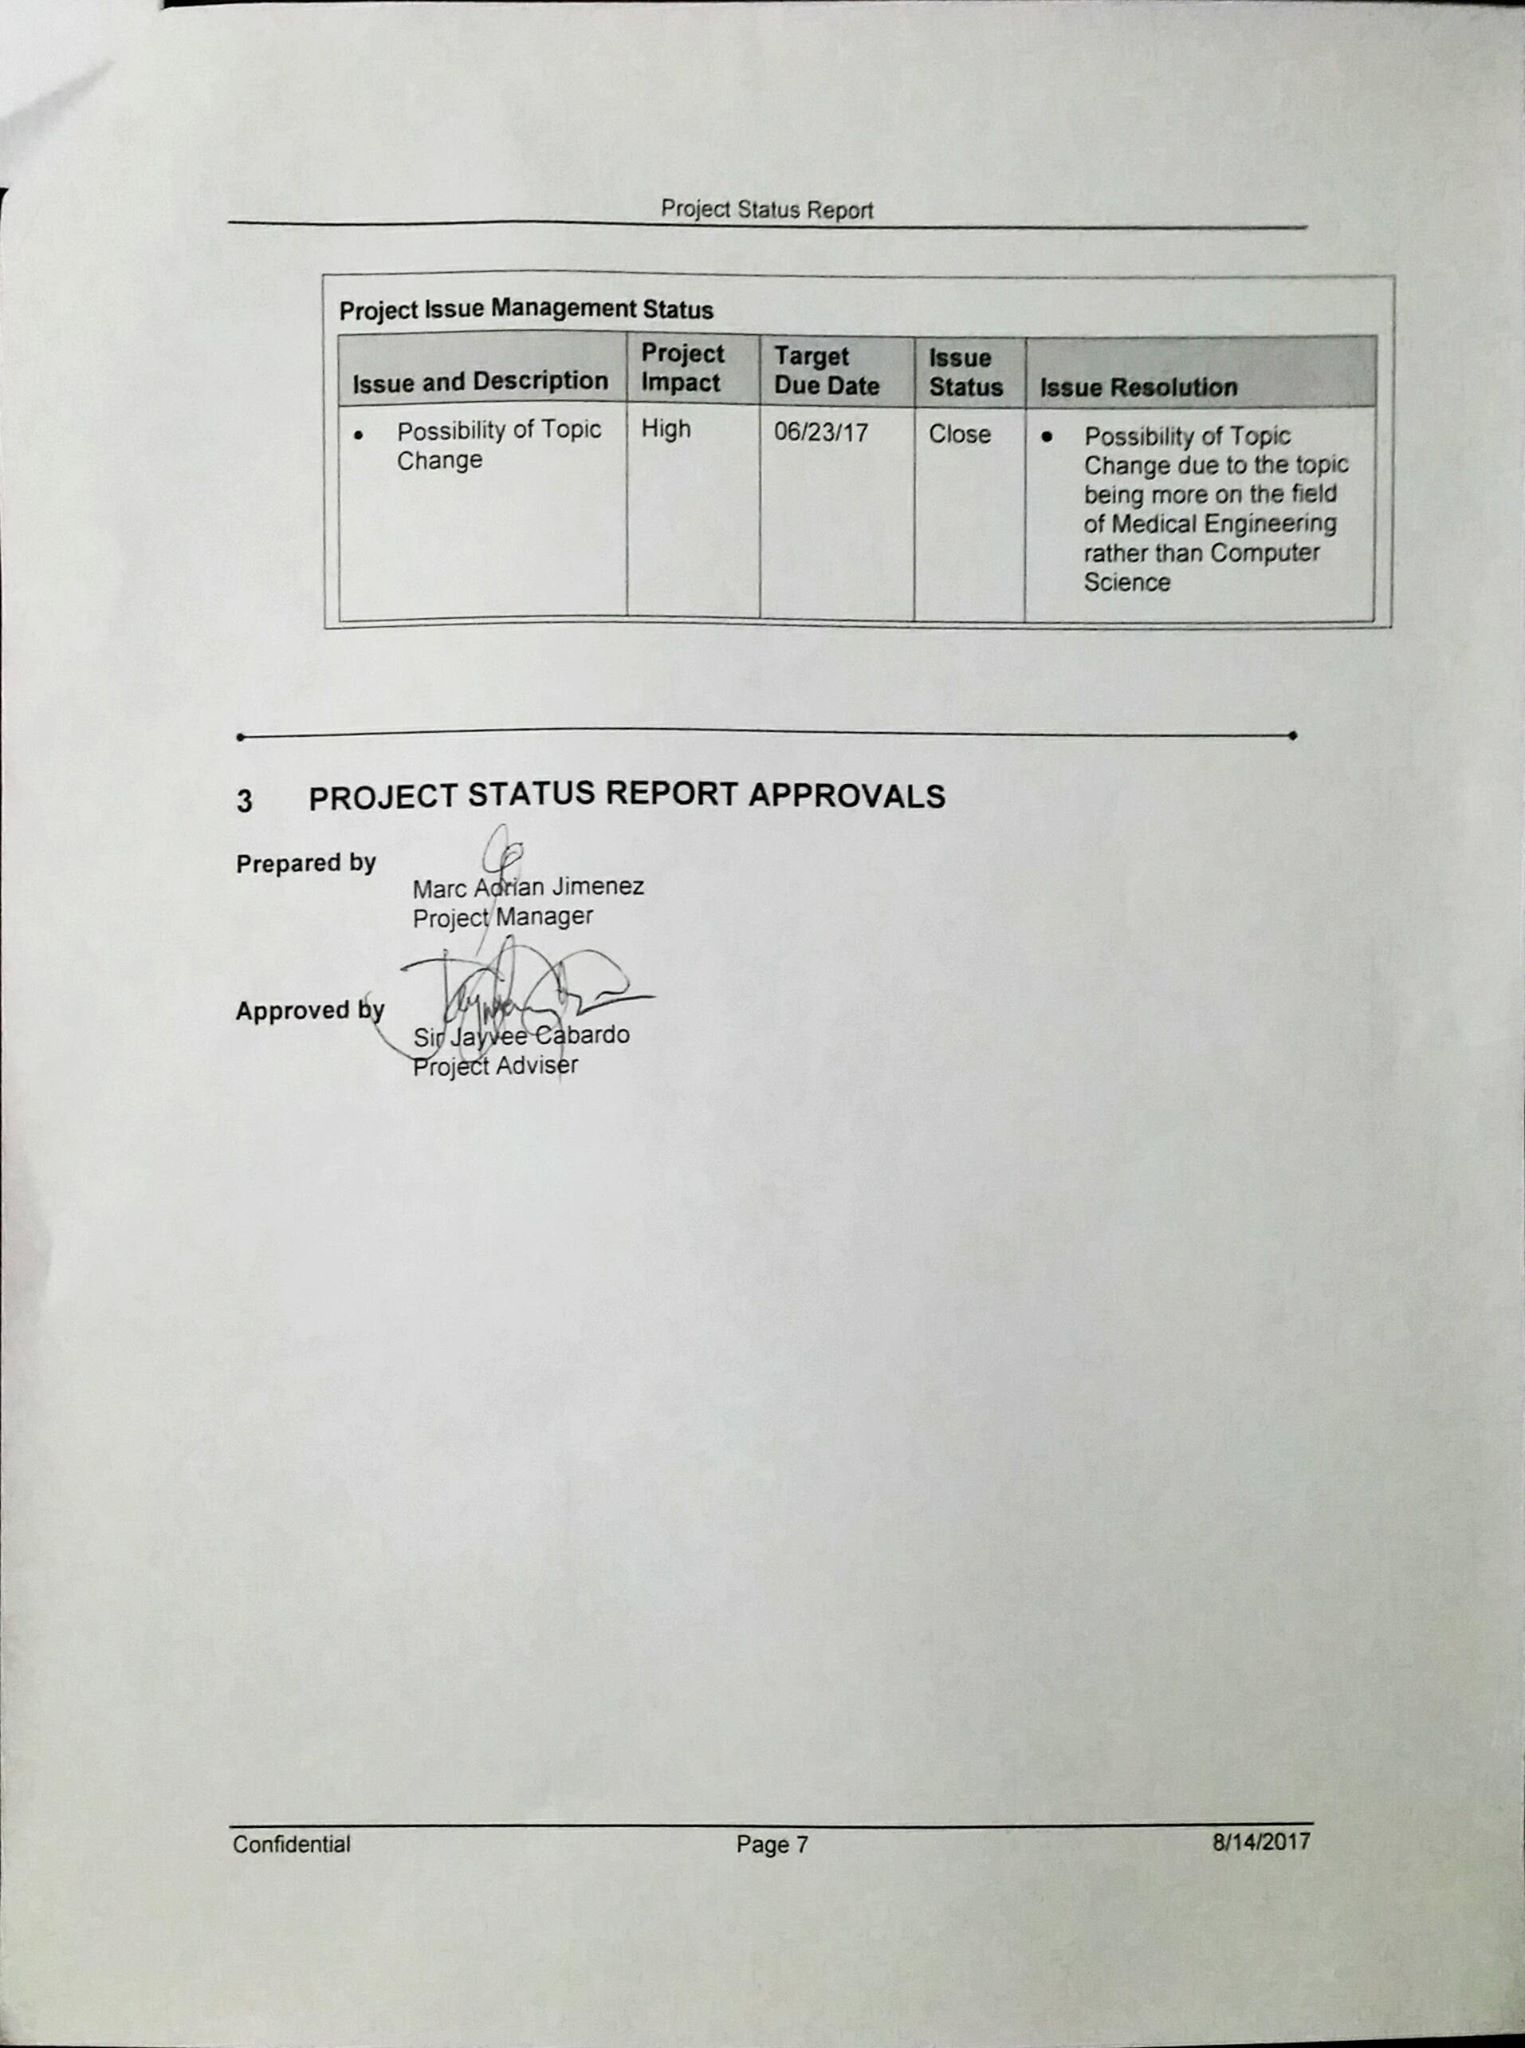 Project Status Report
Project Issue Management Status
Issue and Description
Project
Impact
Target
Due Date
Issue
Status
Issue Resolution
• Possibility of Topic
Change
High
06/23/17
Close
• Possibility of Topic
Change due to the topic
being more on the field
of Medical Engineering
rather than Computer
Science
3 PROJECT STATUS REPORT APPROVALS
Prepared by
Marc Adrian Jimenez
Project Manager
Approved by
Sir Jayvee Cabardo
Project Adviser
Confidential Page 7 8/14/2017